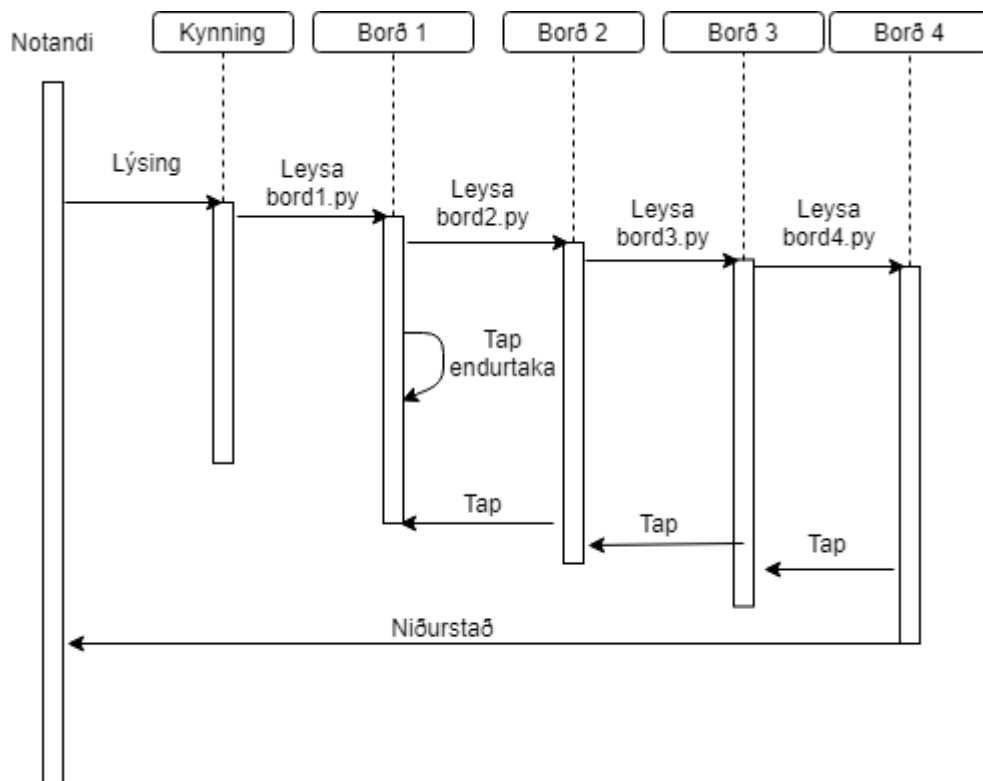 Notandi
Kynning
Borð 1
Borð 2
Borð 3
Borð 4
Lýsing
Leysa
bord1.py
Leysa
bord2.py
Leysa
bord3.py
Leysa
bord4.py
Tap
endurtaka
Tap
Tap
Tap
Niðurstað